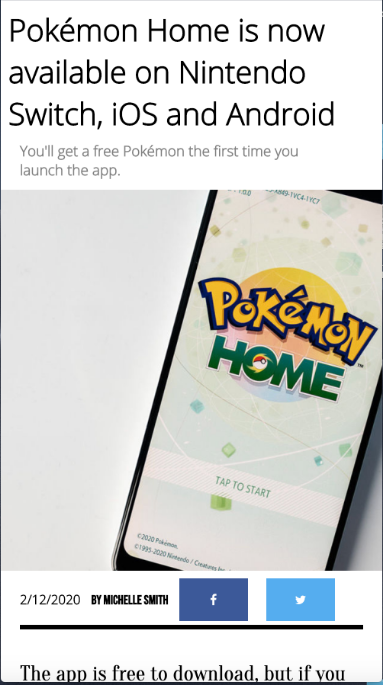 Pokémon Home is now
available on Nintendo
Switch, iOS and Android
You'll get a free Pokémon the first time you
launch the app.
POKéMON
HOME
TM
TAP TO START
©2020 Pokémon.
©1995-2020 Nintendo / Creatures Inc.
2/12/2020 BY MICHELLE SMITH f
The app is free to download, but if you